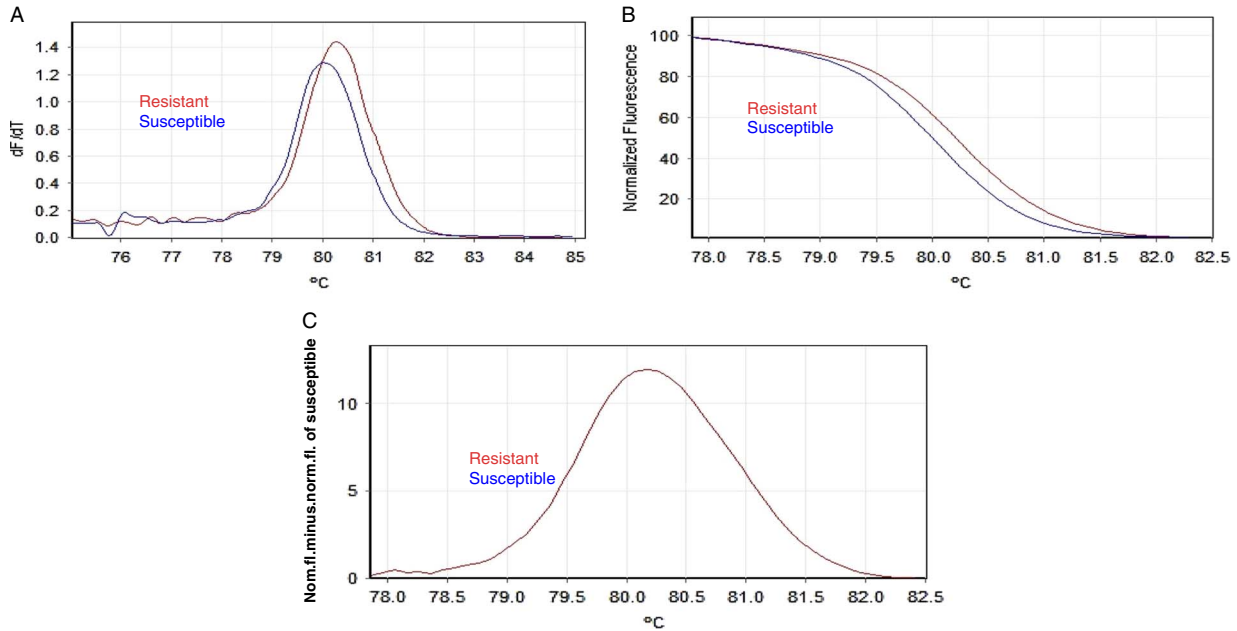 A
dF/dT
1.4
1.2
1.0
0.8
0.6
0.4
0.2
0.0
Resistant
Susceptible
76 77 78 79 80 81 82 83 84 85
ºC
B
Normalized Fluorescence
100
80
60
40
20
Resistant
Susceptible
78.0 78.5 79.0 79.5 80.0 80.5 81.0 81.5 82.0 82.5
ºC
C
Nom.fl.minus.norm.fl. of susceptible
10
5
0
Resistant
Susceptible
78.0 78.5 79.0 79.5 80.0 80.5 81.0 81.5 82.0 82.5
ºC